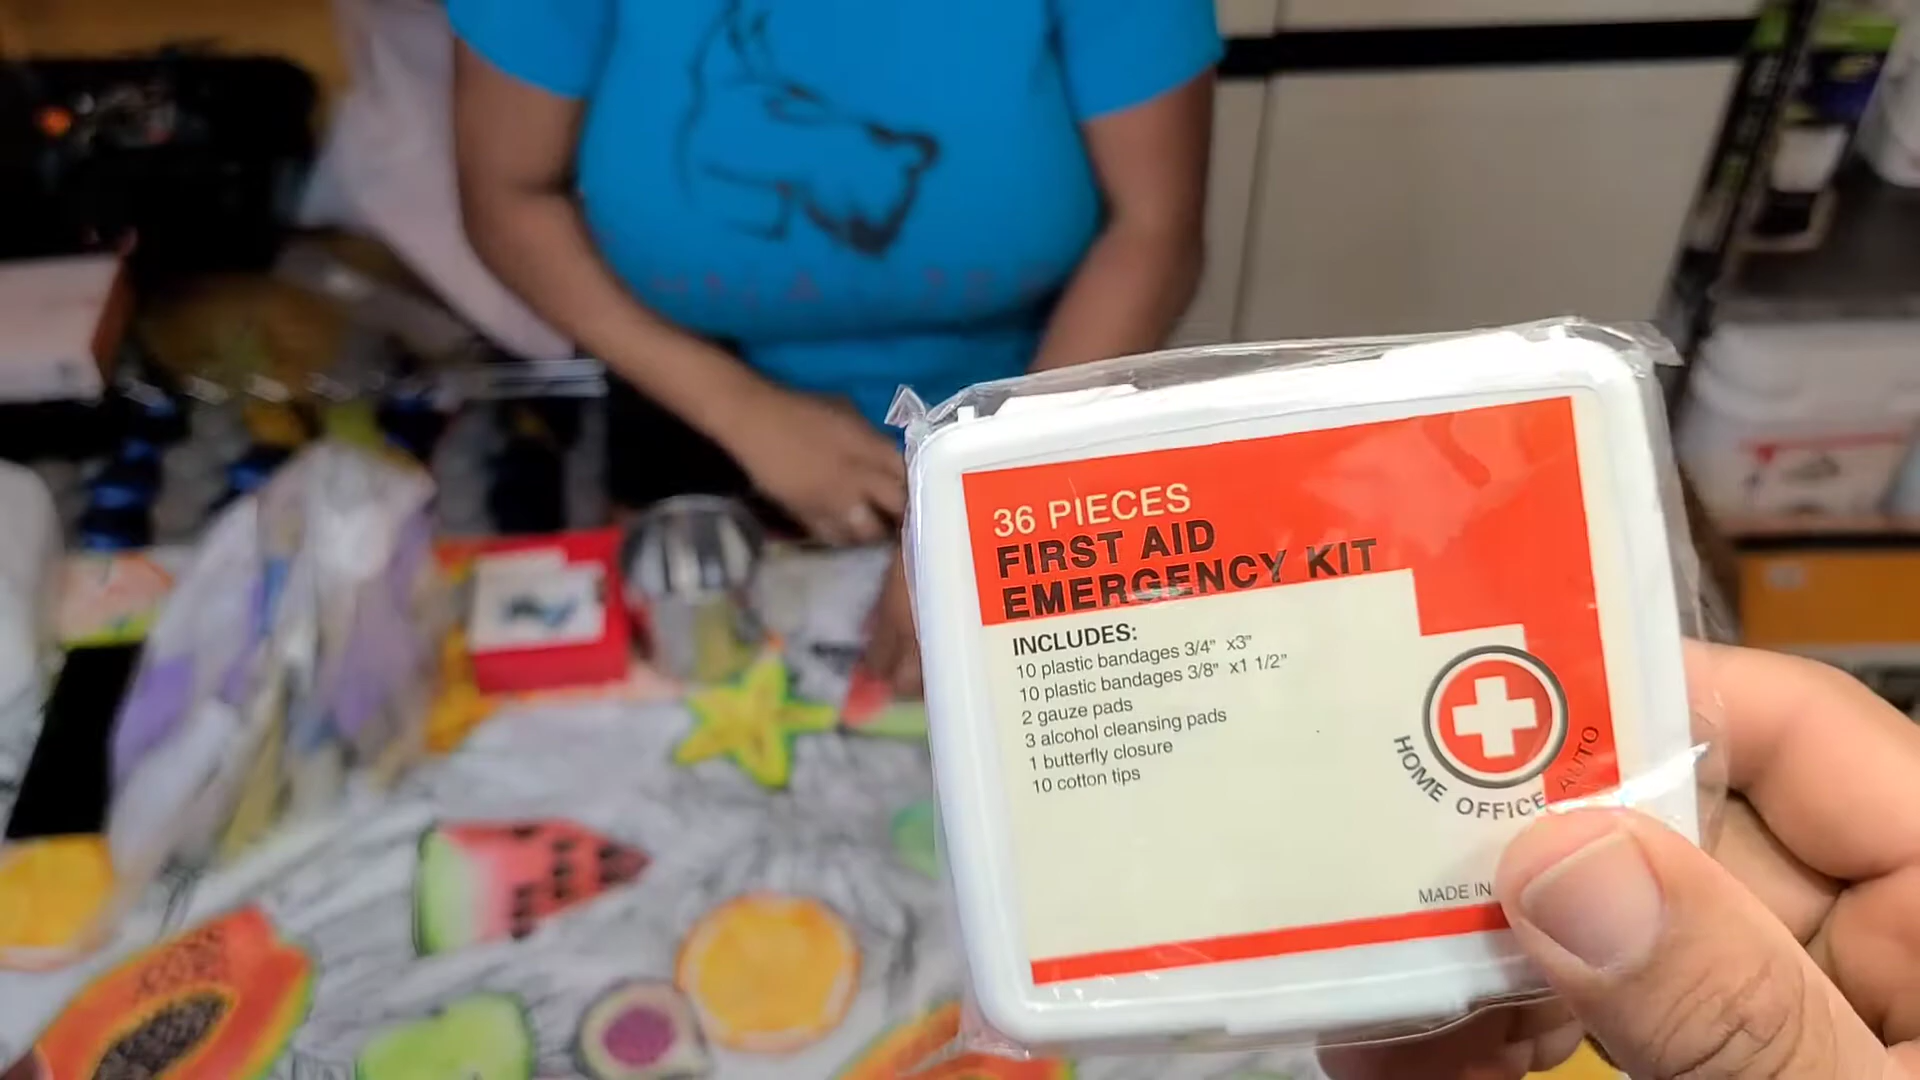 36 PIECES
FIRST AID
EMERGENCY KIT
INCLUDES:
10 plastic bandages 3/4" x3"
10 plastic bandages 3/8" x1 1/2"
2 gauze pads
3 alcohol cleansing pads
1 butterfly closure
10 cotton tips
HOME OFFICE AUTO
MADE IN